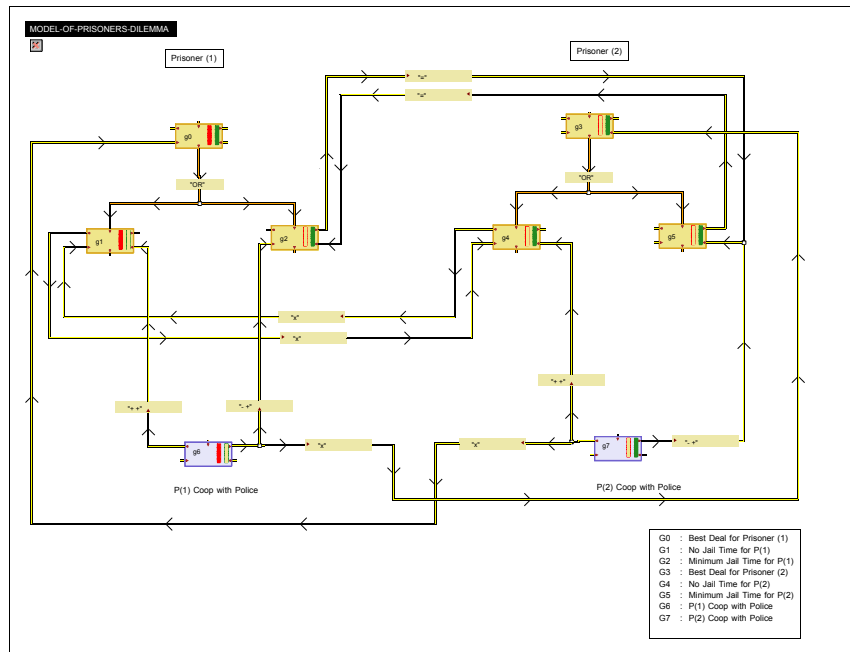 MODEL-OF-PRISONERS-DILEMMA
Prisoner (1)
Prisoner (2)
"="
"="
g0
g3
"OR"
"OR"
g1
g2
g4
g5
"x"
"x"
"+ +"
"- +"
"+ +"
g6
"x"
"x"
g7
"- +"
P(1) Coop with Police
P(2) Coop with Police
G0 : Best Deal for Prisoner (1)
G1 : No Jail Time for P(1)
G2 : Minimum Jail Time for P(1)
G3 : Best Deal for Prisoner (2)
G4 : No Jail Time for P(2)
G5 : Minimum Jail Time for P(2)
G6 : P(1) Coop with Police
G7 : P(2) Coop with Police